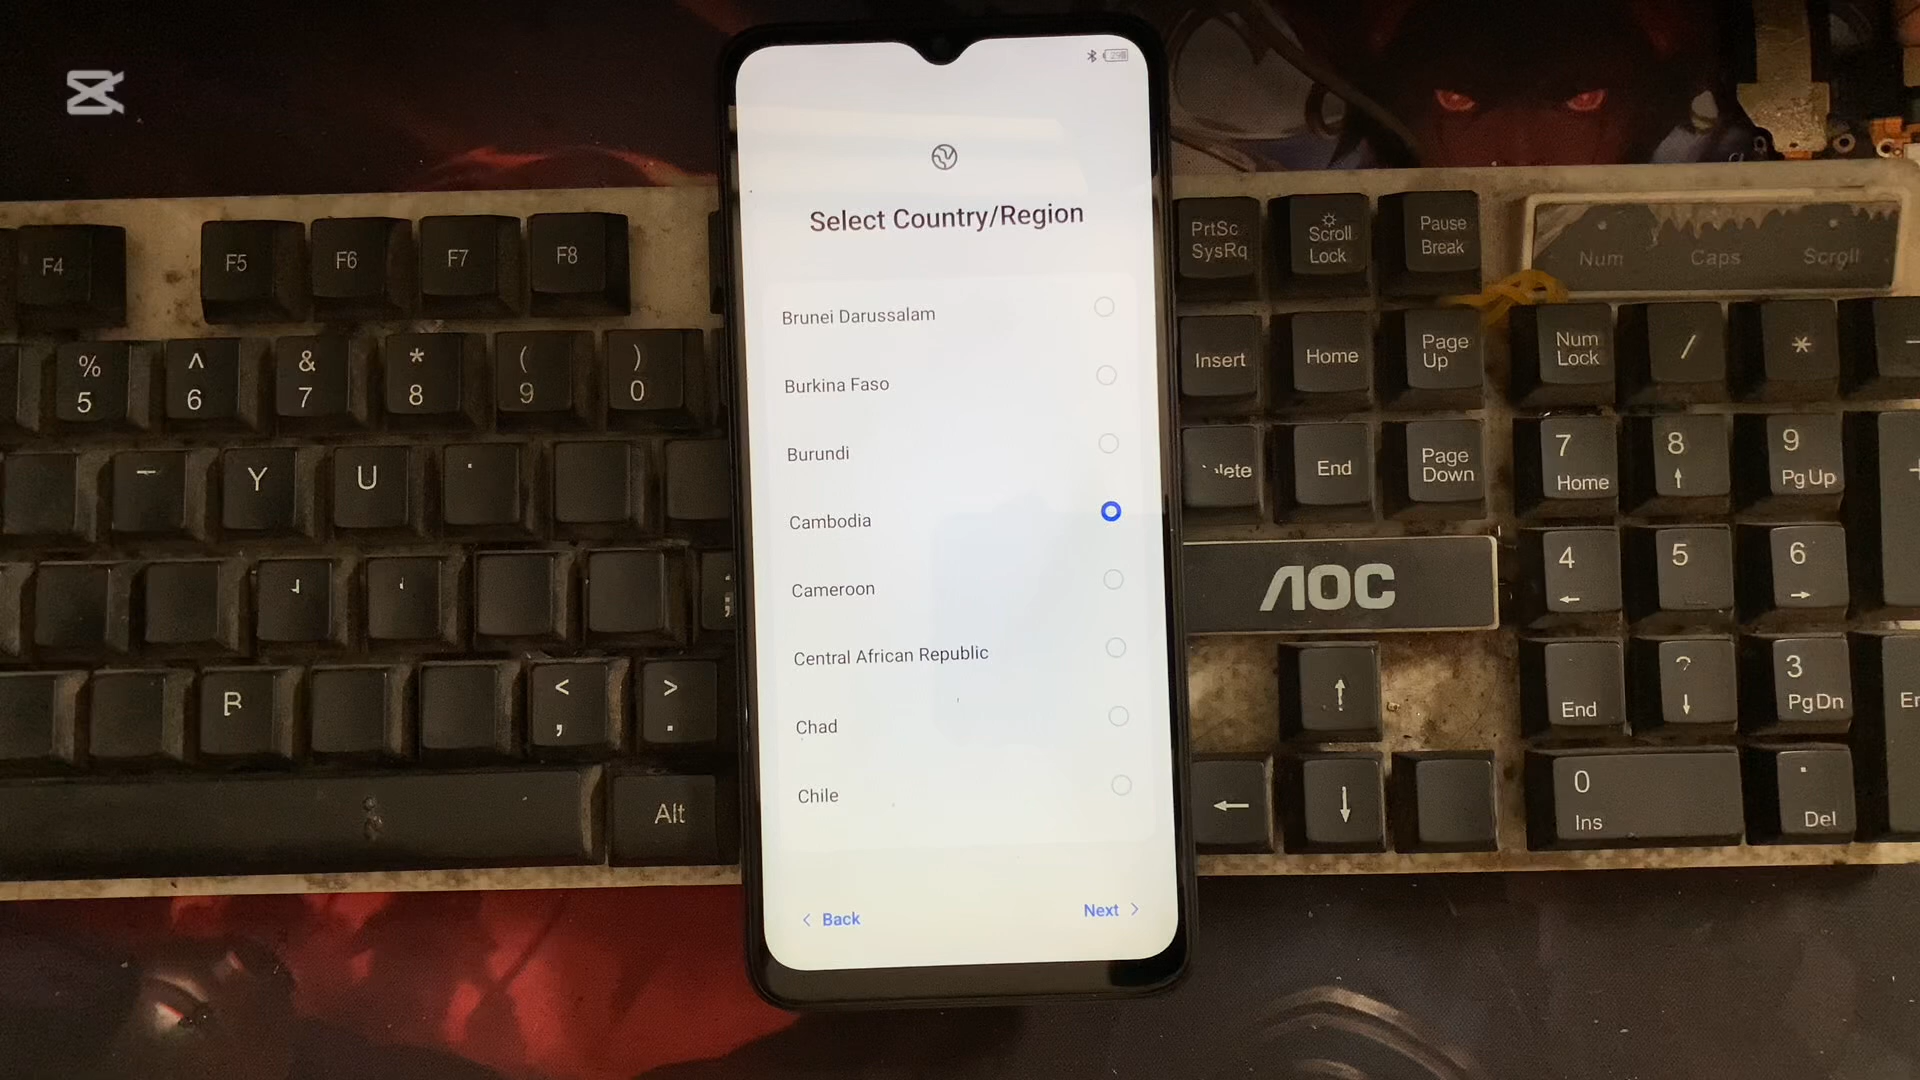 Select Country/Region
Brunei Darussalam
Burkina Faso
Burundi
Cambodia
Cameroon
Central African Republic
Chad
Chile
Back
Next
F4
F5
F6
F7
F8
PrtSc
SysRq
Scroll
Lock
Pause
Break
Num
Caps
Scroll
%
5
^
6
&
7
*
8
(
9
)
0
Insert
Home
Page
Up
Num
Lock
/
*
Y
U
End
Page
Down
7
Home
8
9
PgUp
AOC
4
5
6
<
,
>
.
End
3
PgDn
Alt
0
Ins
.
Del